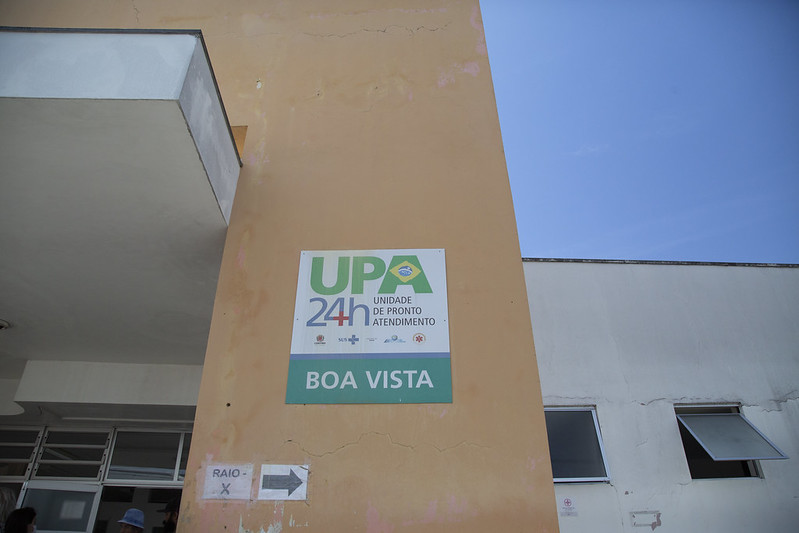 UPA
24h
UNIDADE
DE PRONTO
ATENDIMENTO
SUS
BOA VISTA
RAIO -
X